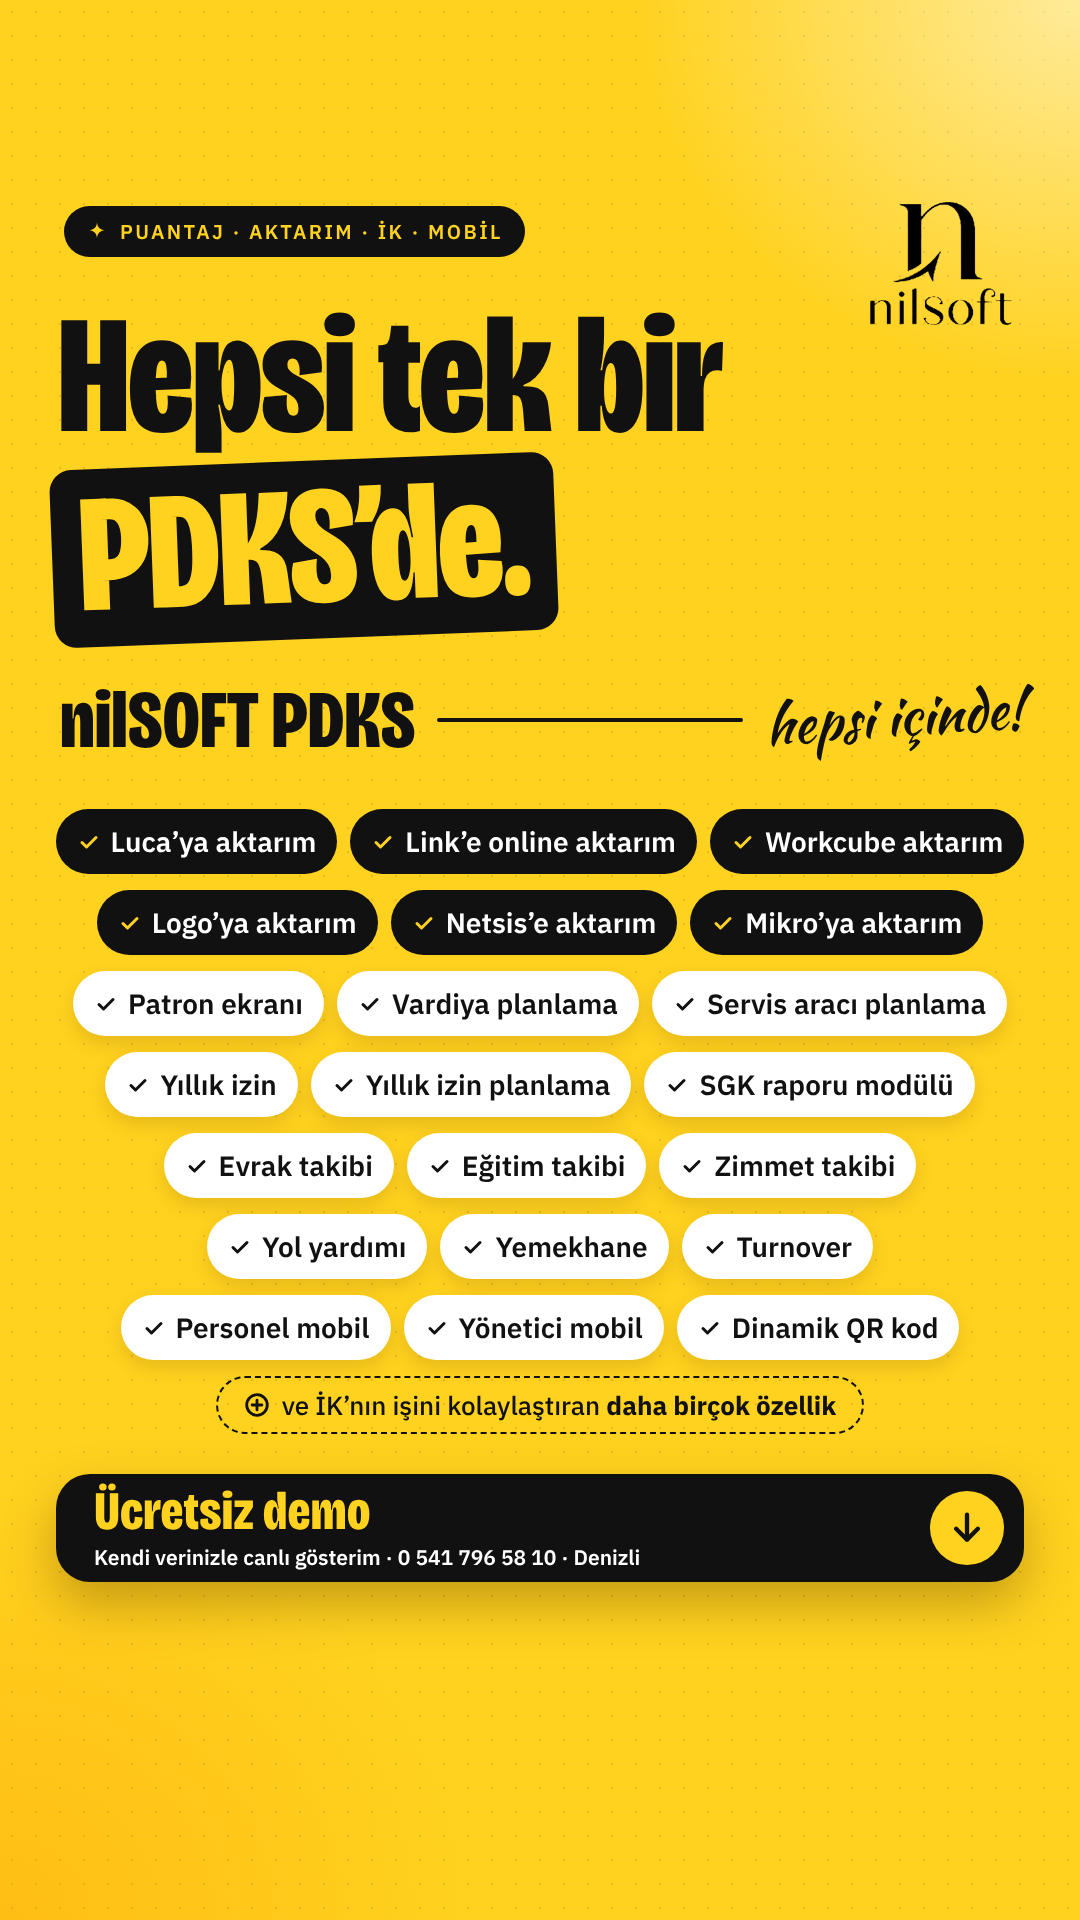 ✦ PUANTAJ · AKTARIM · İK · MOBİL
nilsoft
Hepsi tek bir
PDKS’de.
nilSOFT PDKS hepsi içinde!
Luca’ya aktarım Link’e online aktarım Workcube aktarım
Logo’ya aktarım Netsis’e aktarım Mikro’ya aktarım
Patron ekranı Vardiya planlama Servis aracı planlama
Yıllık izin Yıllık izin planlama SGK raporu modülü
Evrak takibi Eğitim takibi Zimmet takibi
Yol yardımı Yemekhane Turnover
Personel mobil Yönetici mobil Dinamik QR kod
ve İK’nın işini kolaylaştıran daha birçok özellik
Ücretsiz demo
Kendi verinizle canlı gösterim · 0 541 796 58 10 · Denizli